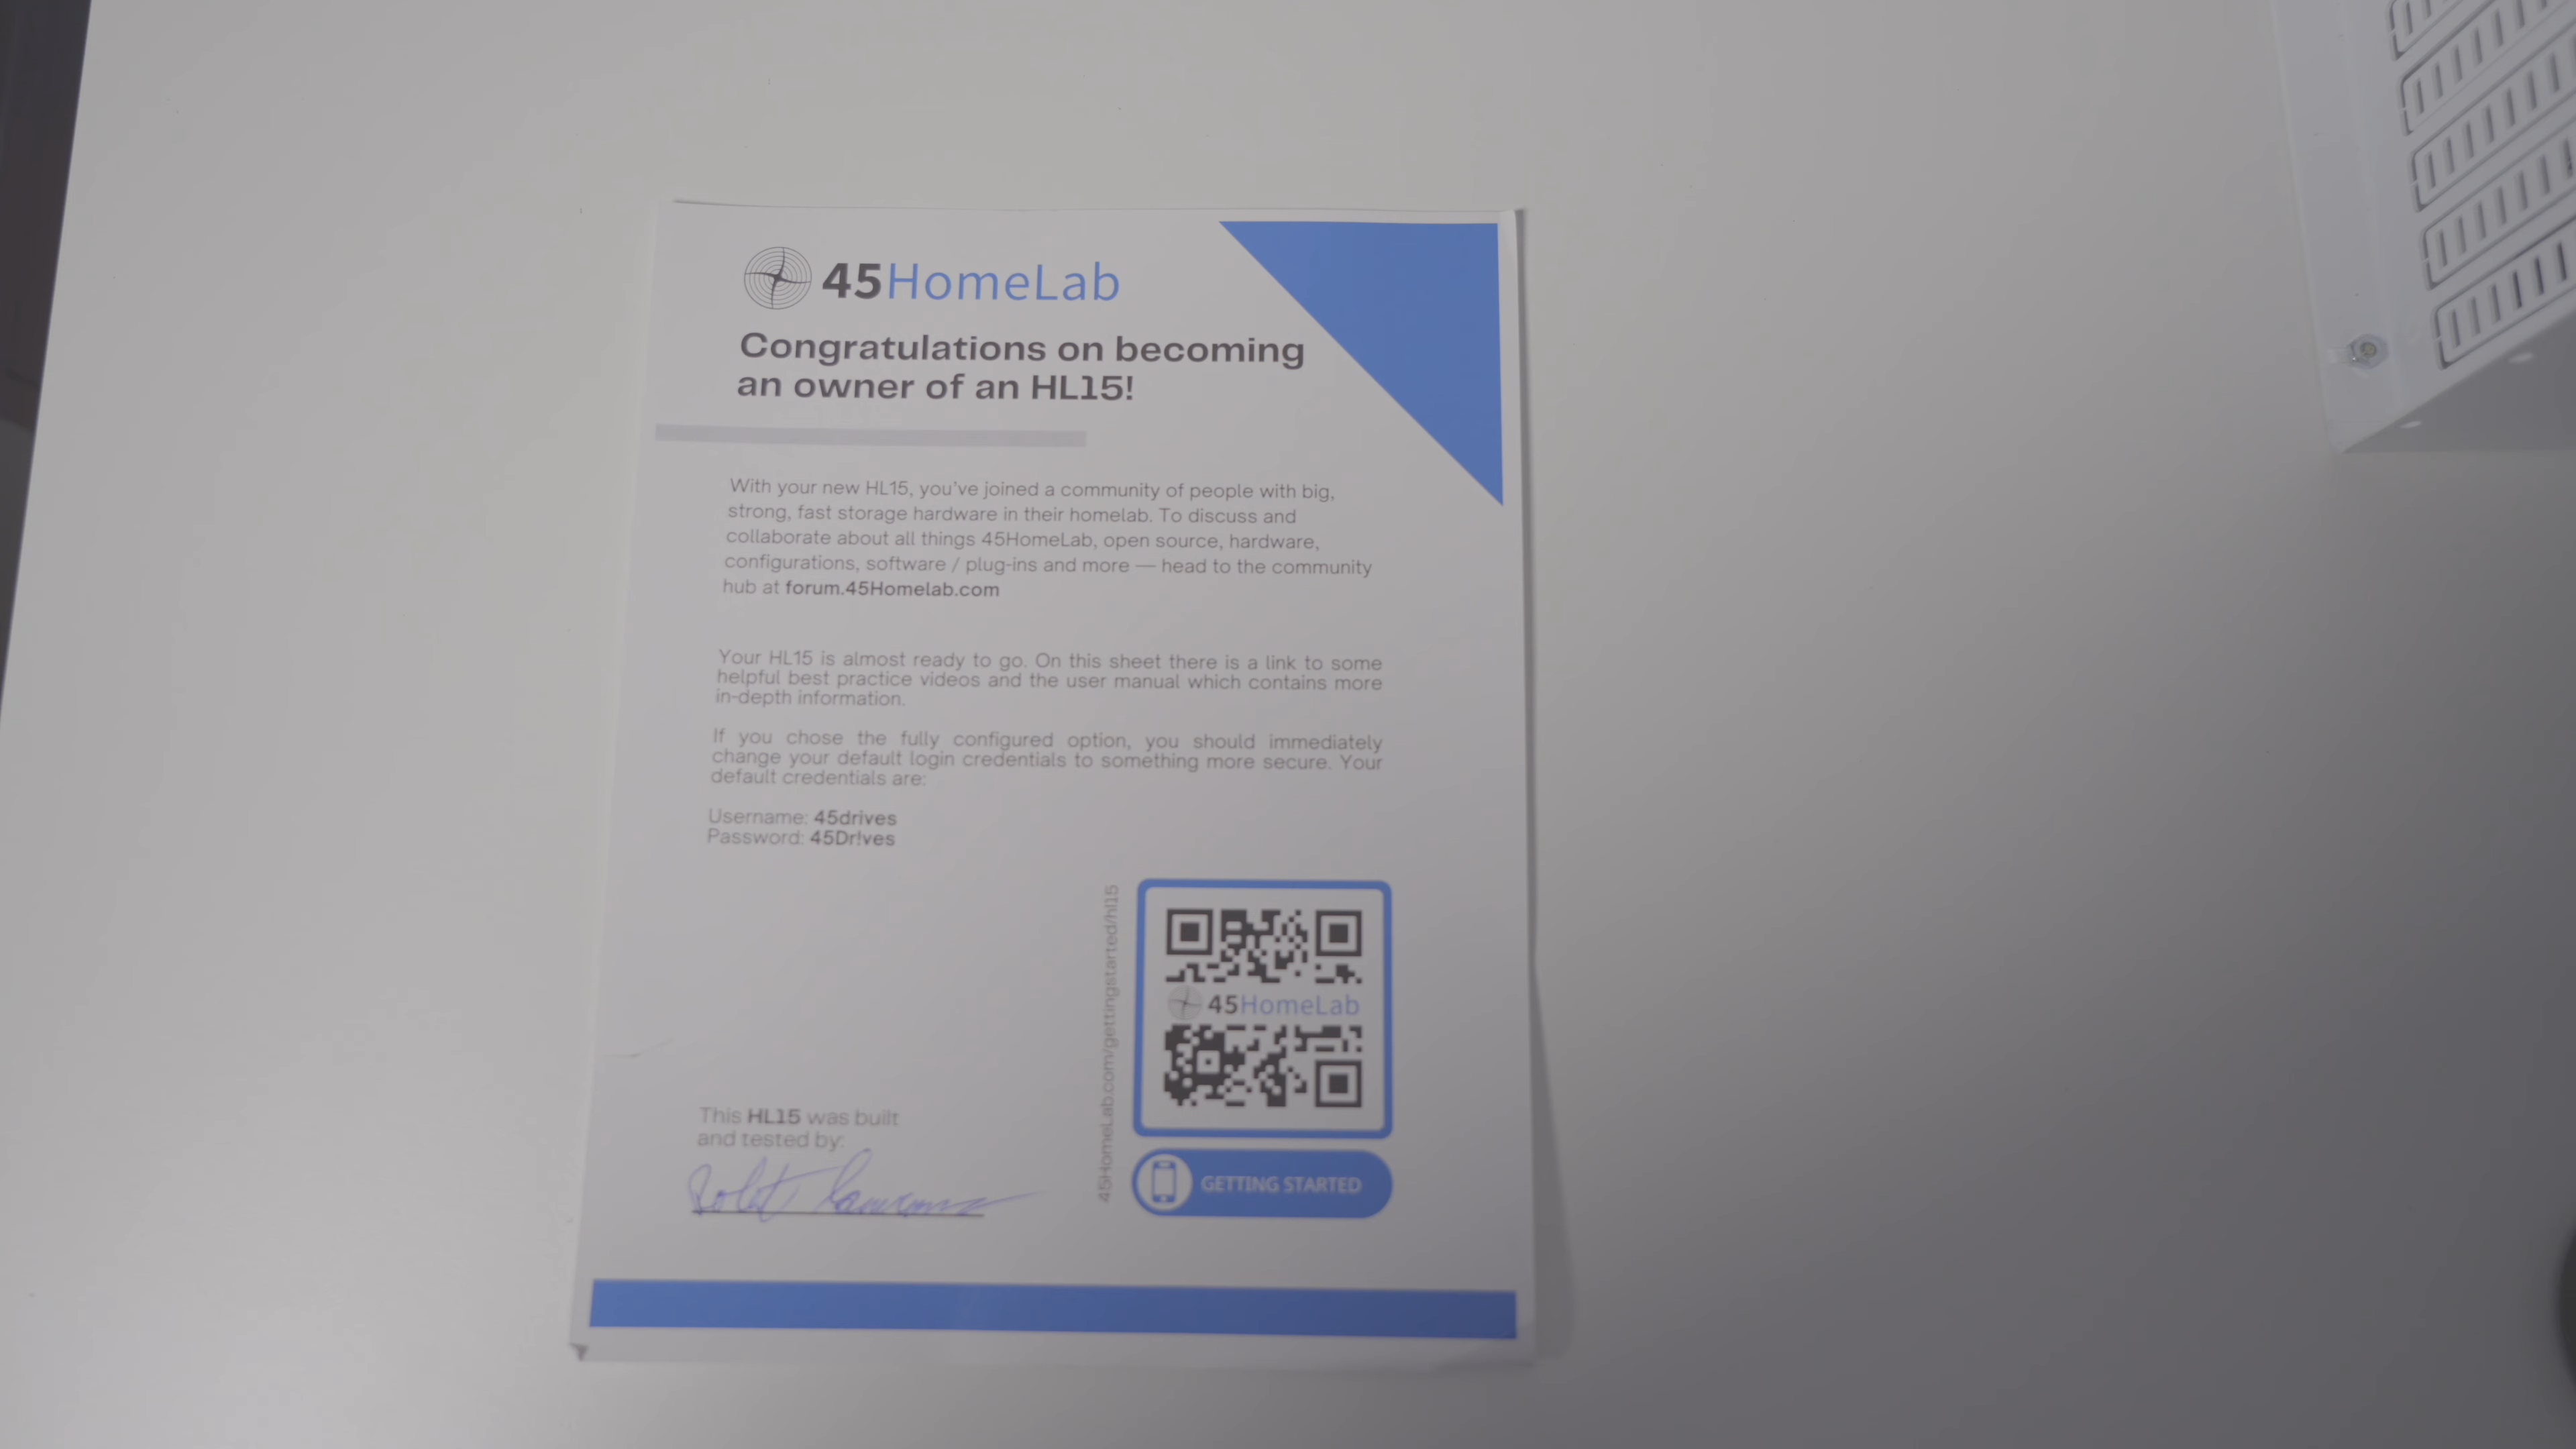 45HomeLab
Congratulations on becoming
an owner of an HL15!
With your new HL15, you've joined a community of people with big,
strong, fast storage hardware in their homelab. To discuss and
collaborate about all things 45HomeLab, open source, hardware,
configurations, software / plug-ins and more — head to the community
hub at forum.45Homelab.com
Your HL15 is almost ready to go. On this sheet there is a link to some
helpful best practice videos and the user manual which contains more
in-depth information.
If you chose the fully configured option, you should immediately
change your default login credentials to something more secure. Your
default credentials are:
Username: 45drives
Password: 45Dr!ves
45HomeLab.com/gettingstarted/hl15
45HomeLab
GETTING STARTED
This HL15 was built
and tested by: